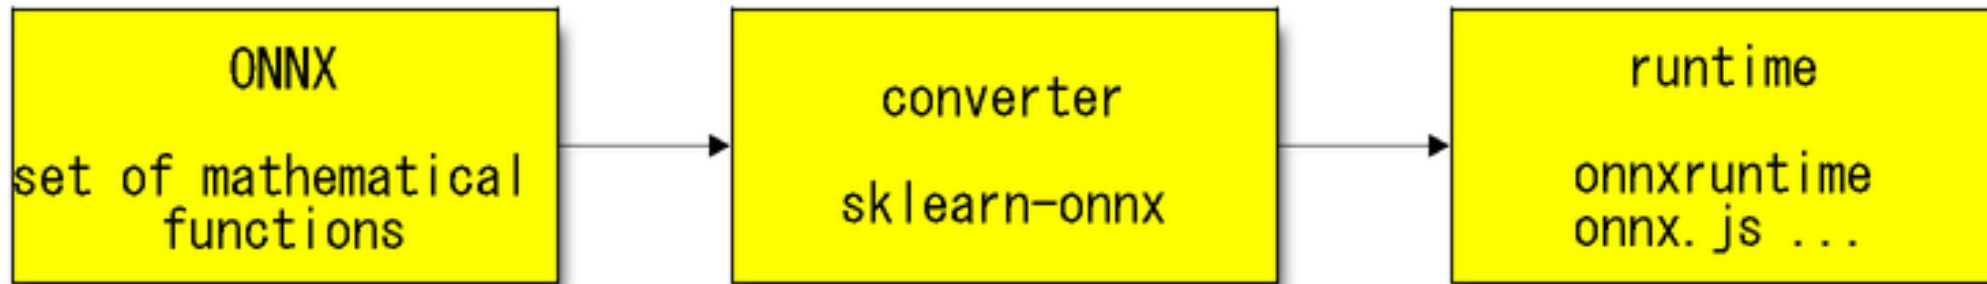 ONNX
set of mathematical
functions
converter
sklearn-onnx
runtime
onnxruntime
onnx.js ...